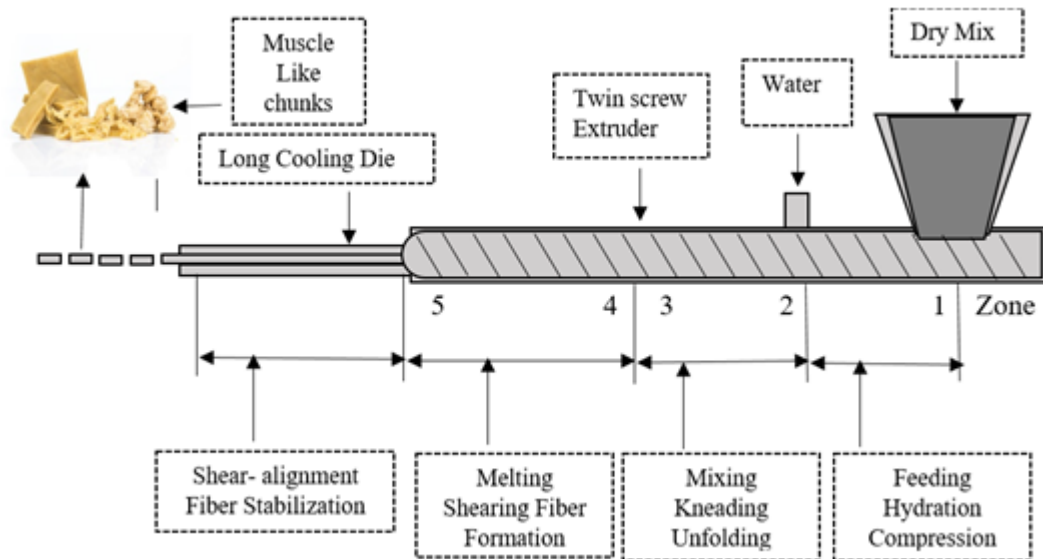 Dry Mix
Muscle
Like
chunks
Water
Twin screw
Extruder
Long Cooling Die
5 4 3 2 1 Zone
Shear- alignment
Fiber Stabilization
Melting
Shearing Fiber
Formation
Mixing
Kneading
Unfolding
Feeding
Hydration
Compression